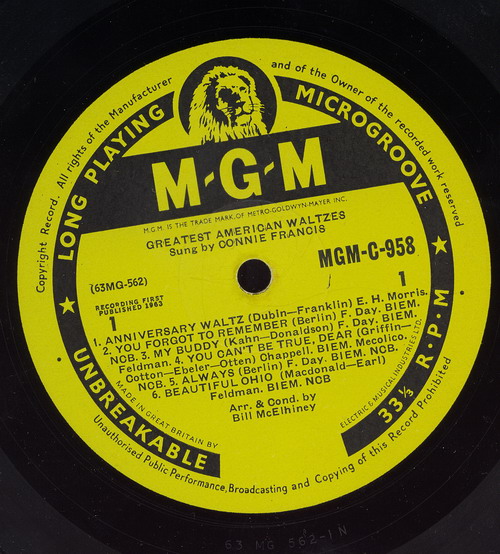 Copyright Record. All rights of the Manufacturer and of the Owner of the recorded work reserved
LONG PLAYING MICROGROOVE
M-G-M
M.G.M. IS THE TRADE MARK, OF METRO-GOLDWYN-MAYER INC.
GREATEST AMERICAN WALTZES
Sung by CONNIE FRANCIS
MGM-C-958
(63MG-562)
RECORDING FIRST
PUBLISHED 1963
1
1
1. ANNIVERSARY WALTZ (Dubin—Franklin) E. H. Morris.
2. YOU FORGOT TO REMEMBER (Berlin) F. Day. BIEM.
NCB. 3. MY BUDDY (Kahn—Donaldson) F. Day. BIEM.
Feldman. 4. YOU CAN'T BE TRUE, DEAR (Griffin—
Cotton—Ebeler—Otten) Chappell. BIEM. NCB.
NCB. 5. ALWAYS (Berlin) F. Day. BIEM. NCB.
6. BEAUTIFUL OHIO (Macdonald—Earl)
Feldman. BIEM. NCB
Arr. & Cond. by
Bill McElhiney
UNBREAKABLE
MADE IN GREAT BRITAIN BY
ELECTRIC & MUSICAL INDUSTRIES LTD.
33⅓ R·P·M
Unauthorised Public Performance, Broadcasting and Copying of this Record Prohibited
63 MG 562-1N